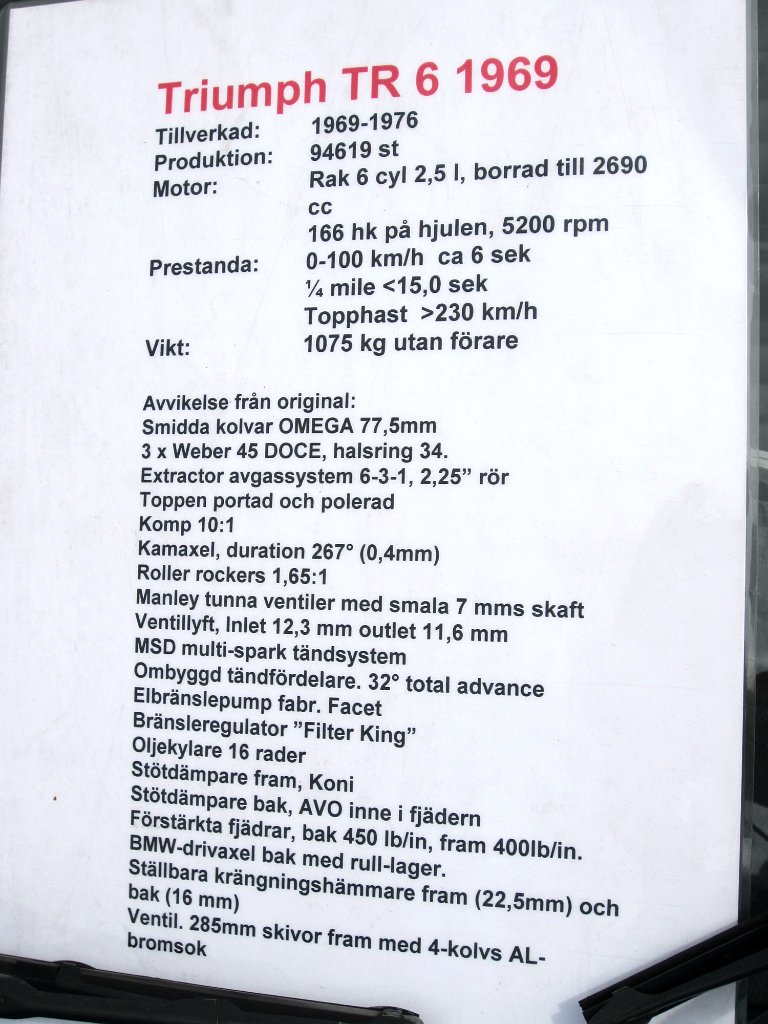 Triumph TR 6 1969
Tillverkad: 1969-1976
Produktion: 94619 st
Motor: Rak 6 cyl 2,5 l, borrad till 2690
cc
166 hk på hjulen, 5200 rpm
Prestanda: 0-100 km/h ca 6 sek
¼ mile <15,0 sek
Topphast >230 km/h
Vikt: 1075 kg utan förare
Avvikelse från original:
Smidda kolvar OMEGA 77,5mm
3 x Weber 45 DOCE, halsring 34.
Extractor avgassystem 6-3-1, 2,25” rör
Toppen portad och polerad
Komp 10:1
Kamaxel, duration 267° (0,4mm)
Roller rockers 1,65:1
Manley tunna ventiler med smala 7 mms skaft
Ventillyft, Inlet 12,3 mm outlet 11,6 mm
MSD multi-spark tändsystem
Ombyggd tändfördelare. 32° total advance
Elbränslepump fabr. Facet
Bränsleregulator ”Filter King”
Oljekylare 16 rader
Stötdämpare fram, Koni
Stötdämpare bak, AVO inne i fjädern
Förstärkta fjädrar, bak 450 lb/in, fram 400lb/in.
BMW-drivaxel bak med rull-lager.
Ställbara krängningshämmare fram (22,5mm) och
bak (16 mm)
Ventil. 285mm skivor fram med 4-kolvs AL-
bromsok